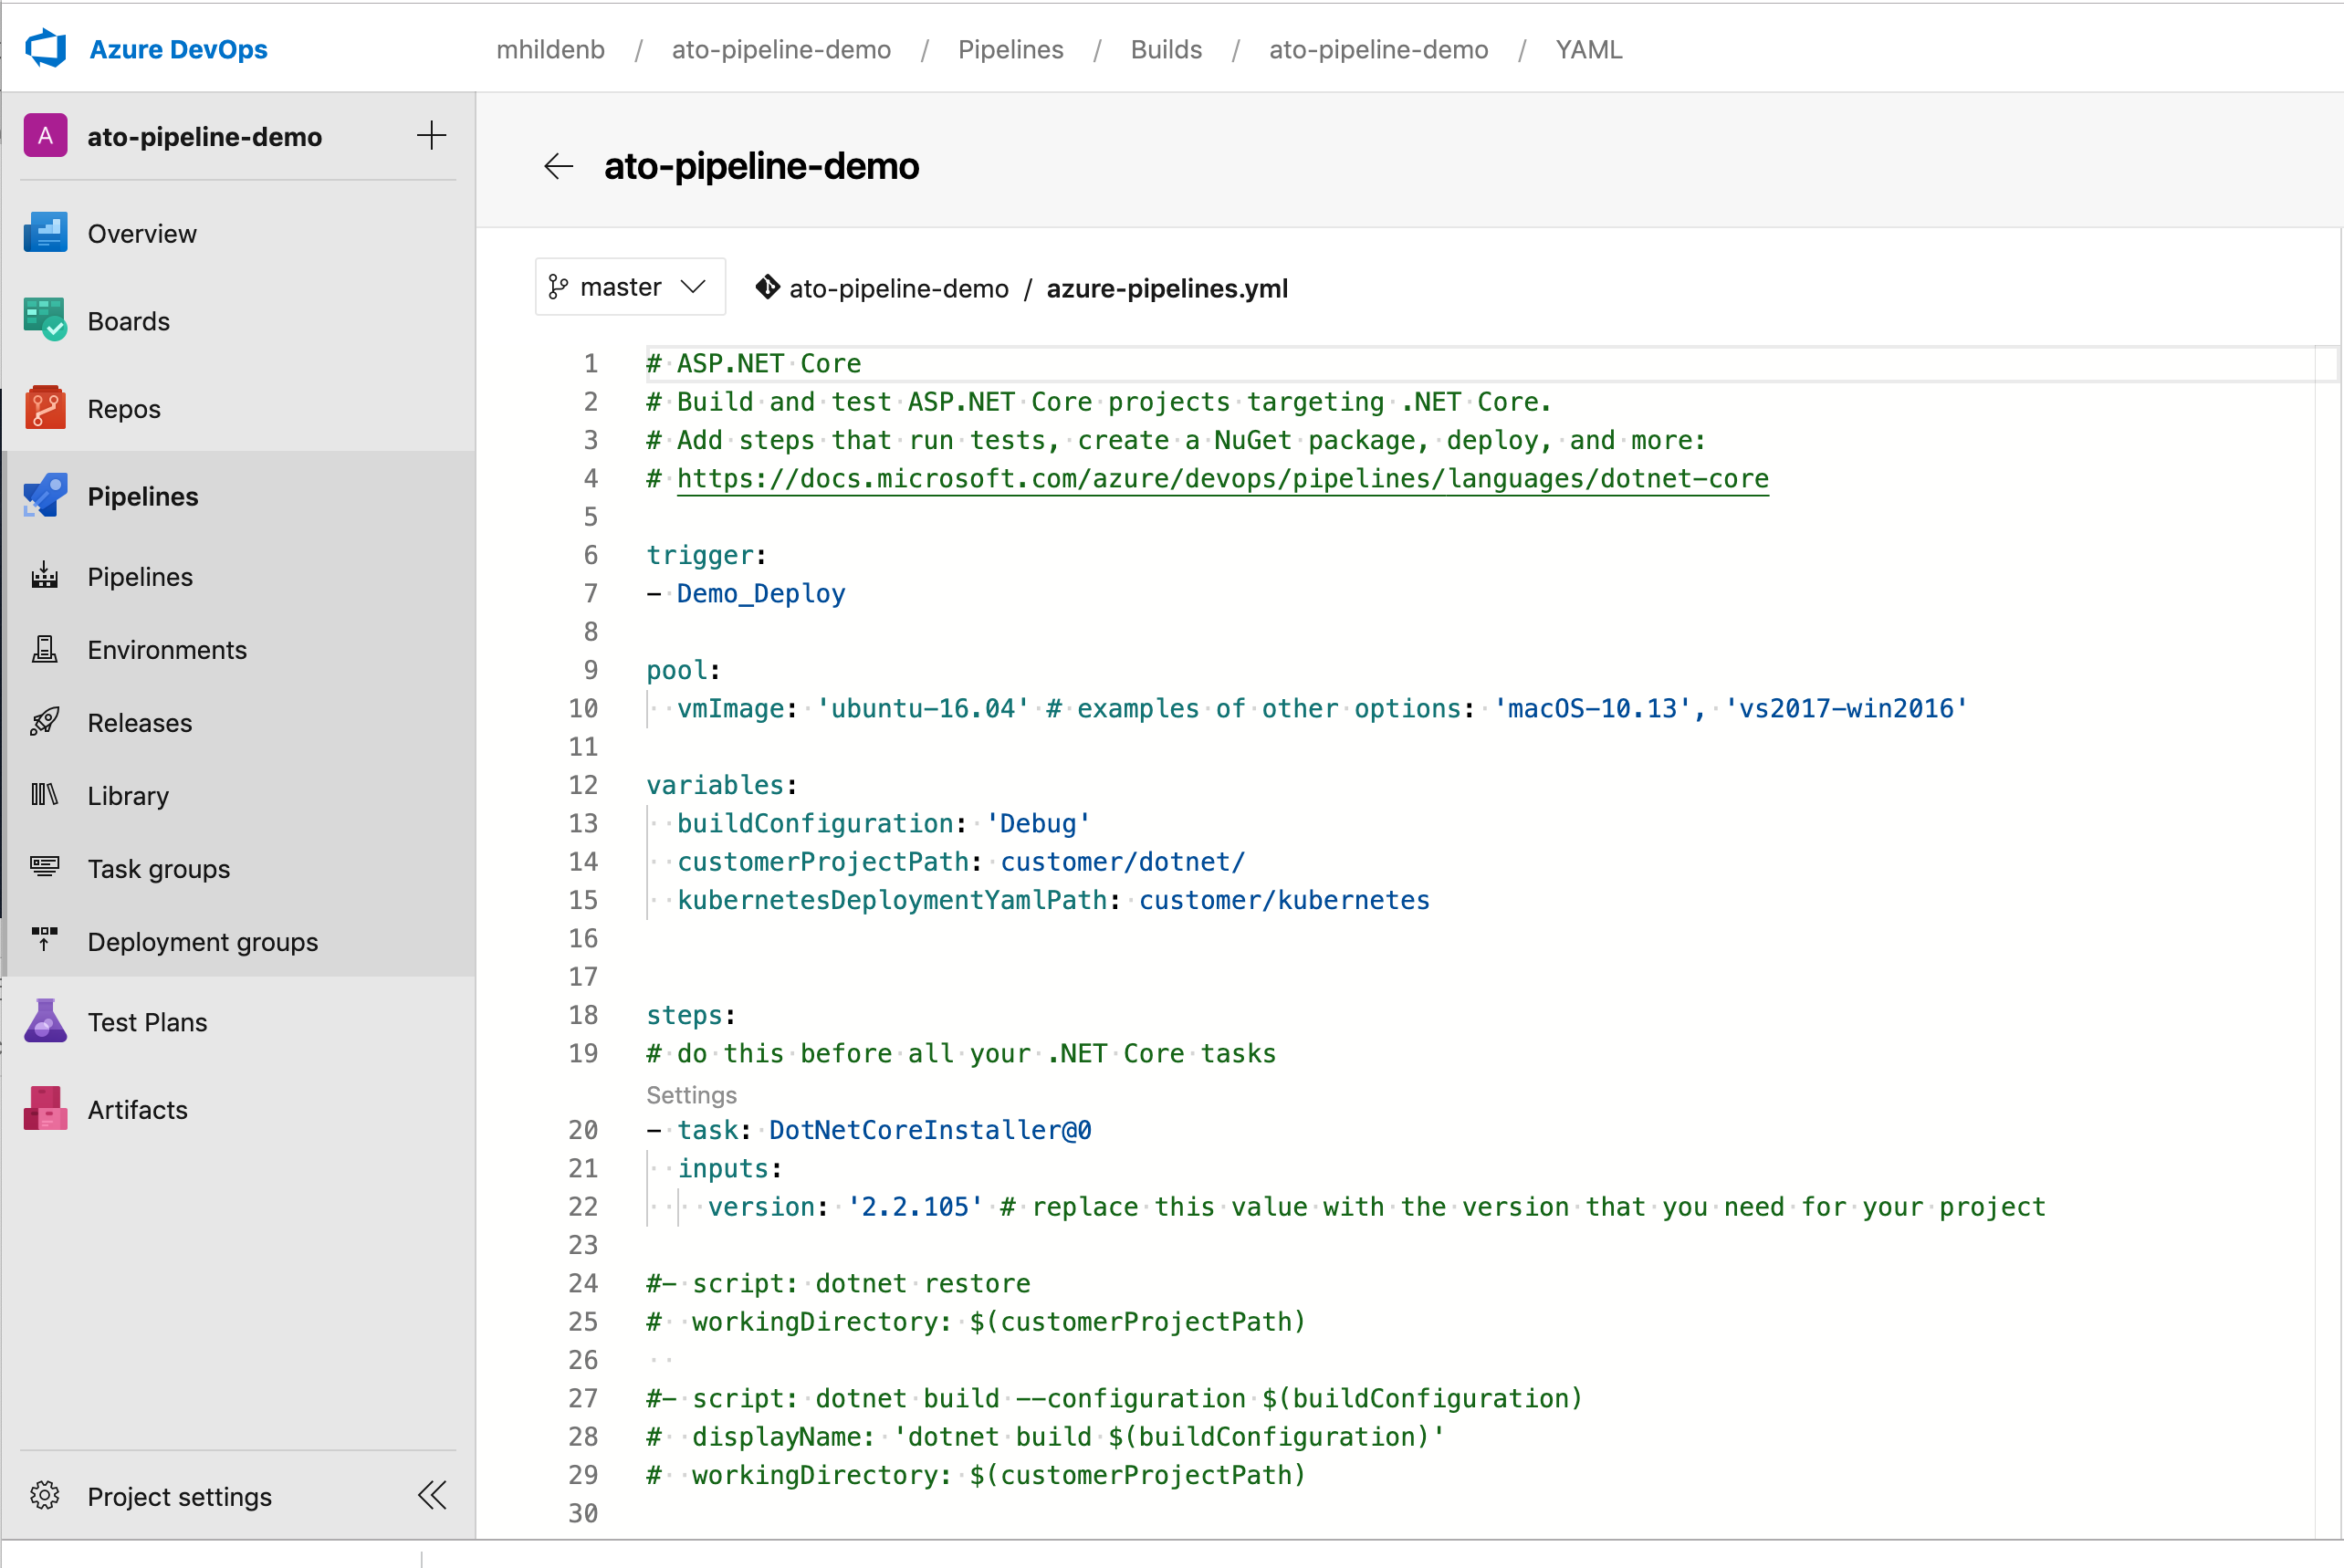 Azure DevOps
mhildenb / ato-pipeline-demo / Pipelines / Builds / ato-pipeline-demo / YAML
A ato-pipeline-demo
Overview
Boards
Repos
Pipelines
Pipelines
Environments
Releases
Library
Task groups
Deployment groups
Test Plans
Artifacts
Project settings
ato-pipeline-demo
master ato-pipeline-demo / azure-pipelines.yml
1 # ASP.NET Core
2 # Build and test ASP.NET Core projects targeting .NET Core.
3 # Add steps that run tests, create a NuGet package, deploy, and more:
4 # https://docs.microsoft.com/azure/devops/pipelines/languages/dotnet-core
5
6 trigger:
7 - Demo_Deploy
8
9 pool:
10   vmImage: 'ubuntu-16.04' # examples of other options: 'macOS-10.13', 'vs2017-win2016'
11
12 variables:
13   buildConfiguration: 'Debug'
14   customerProjectPath: customer/dotnet/
15   kubernetesDeploymentYamlPath: customer/kubernetes
16
17
18 steps:
19 # do this before all your .NET Core tasks
Settings
20 - task: DotNetCoreInstaller@0
21   inputs:
22     version: '2.2.105' # replace this value with the version that you need for your project
23
24 #- script: dotnet restore
25 #  workingDirectory: $(customerProjectPath)
26
27 #- script: dotnet build --configuration $(buildConfiguration)
28 #  displayName: 'dotnet build $(buildConfiguration)'
29 #  workingDirectory: $(customerProjectPath)
30